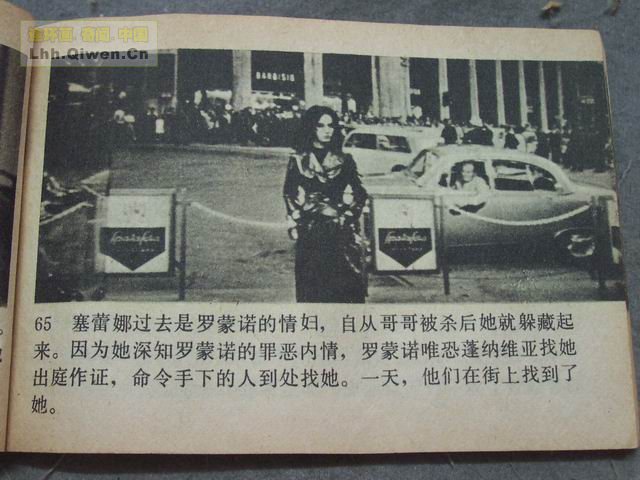 连环画·奇闻·中国
Lhh.Qiwen.Cn
BARBISIO
65 塞蕾娜过去是罗蒙诺的情妇，自从哥哥被杀后她就躲藏起
来。因为她深知罗蒙诺的罪恶内情，罗蒙诺唯恐蓬纳维亚找她
出庭作证，命令手下的人到处找她。一天，他们在街上找到了
她。